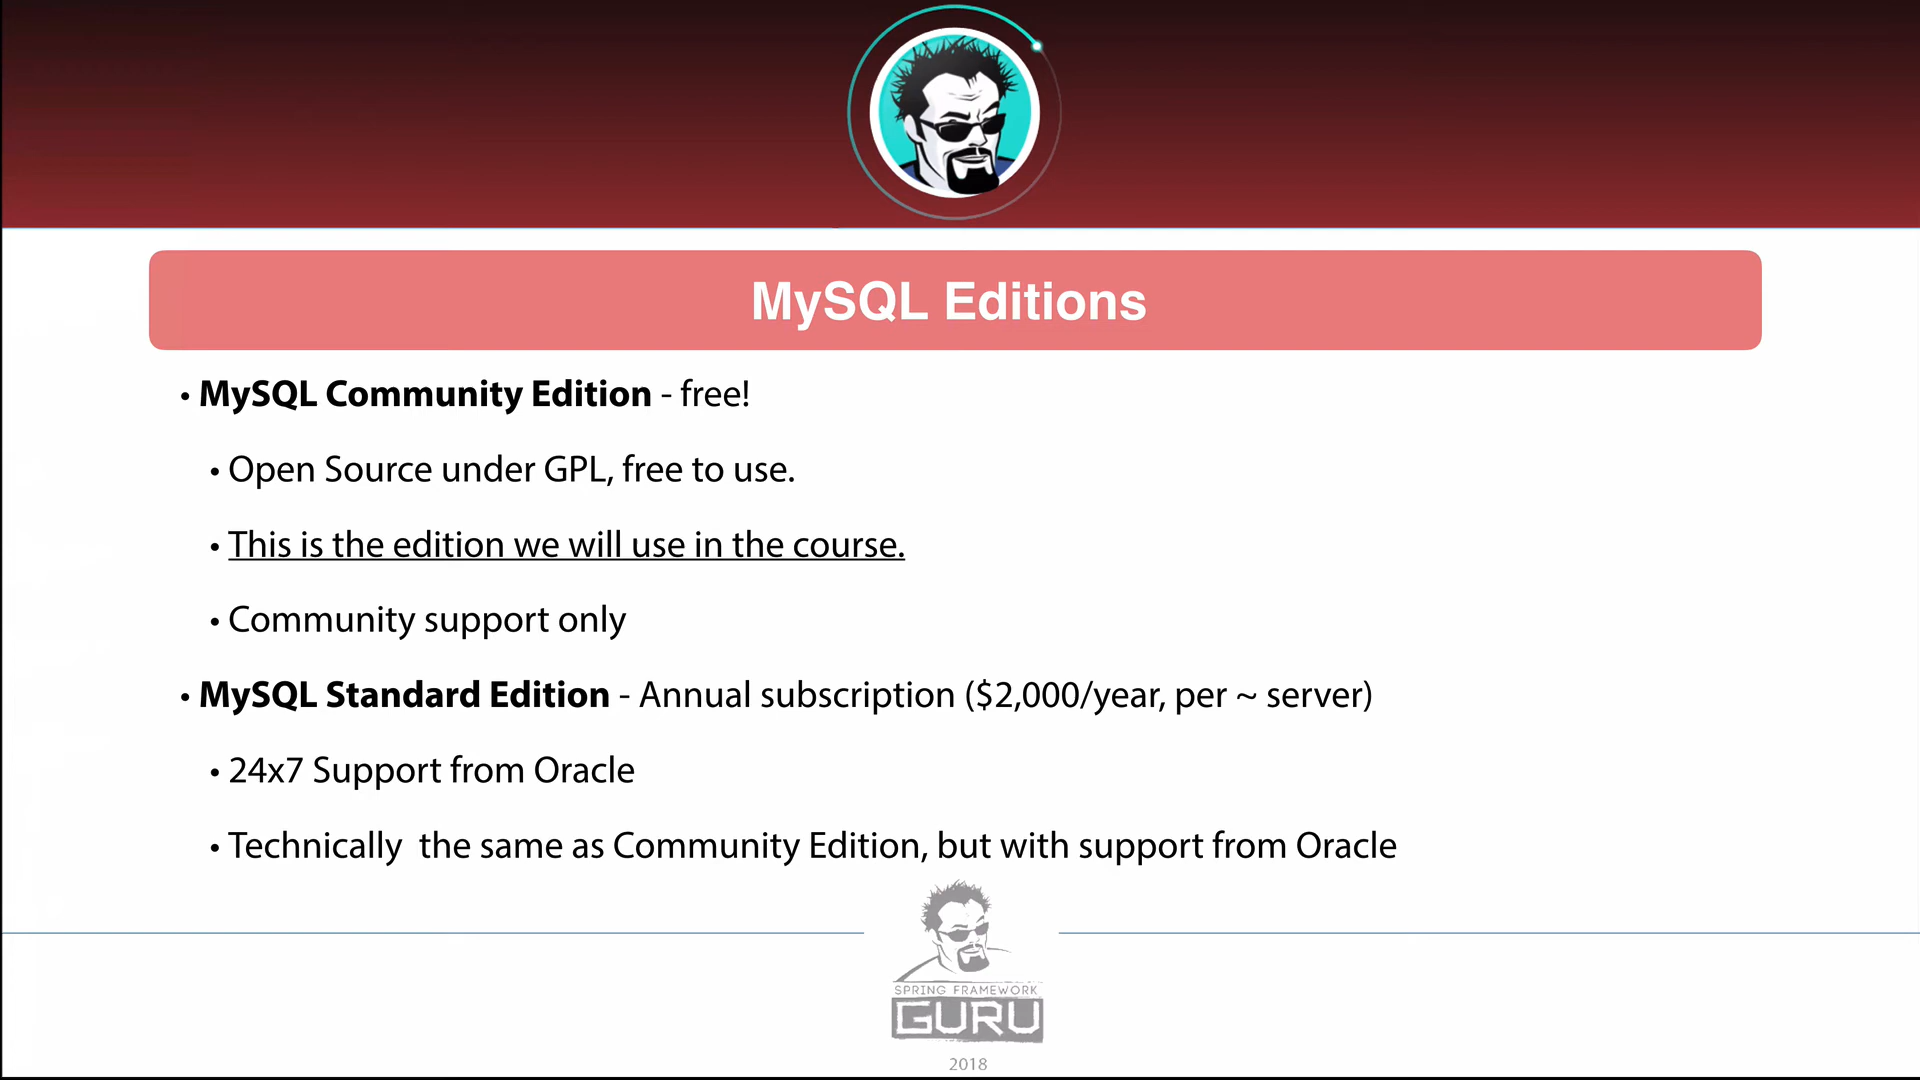 MySQL Editions
• MySQL Community Edition - free!
• Open Source under GPL, free to use.
• This is the edition we will use in the course.
• Community support only
• MySQL Standard Edition - Annual subscription ($2,000/year, per ~ server)
• 24x7 Support from Oracle
• Technically  the same as Community Edition, but with support from Oracle
SPRING FRAMEWORK
GURU
2018